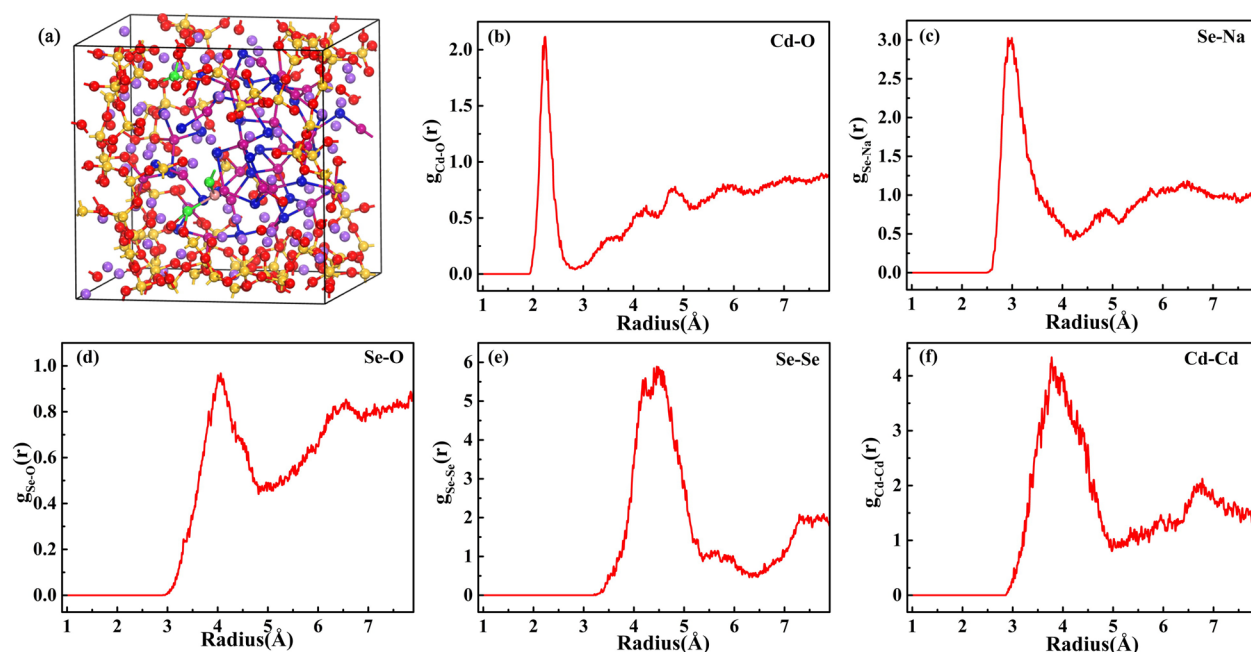 (a)
(b)
Cd-O
2.0
1.5
1.0
0.5
0.0
g_Cd-O(r)
1 2 3 4 5 6 7
Radius(Å)
(c)
Se-Na
3.0
2.5
2.0
1.5
1.0
0.5
0.0
g_Se-Na(r)
1 2 3 4 5 6 7
Radius(Å)
(d)
Se-O
1.0
0.8
0.6
0.4
0.2
0.0
g_Se-O(r)
1 2 3 4 5 6 7
Radius(Å)
(e)
Se-Se
6
5
4
3
2
1
0
g_Se-Se(r)
1 2 3 4 5 6 7
Radius(Å)
(f)
Cd-Cd
4
3
2
1
0
g_Cd-Cd(r)
1 2 3 4 5 6 7
Radius(Å)